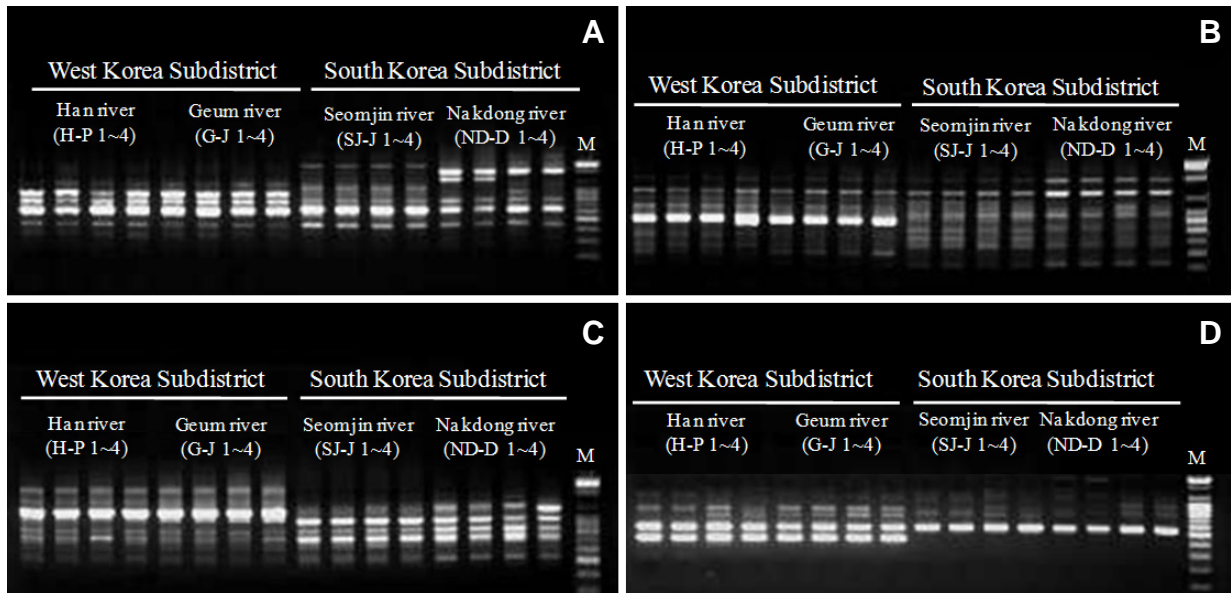 A
West Korea Subdistrict South Korea Subdistrict
Han river Geum river Seomjin river Nakdong river
(H-P 1~4) (G-J 1~4) (SJ-J 1~4) (ND-D 1~4)
M
B
West Korea Subdistrict South Korea Subdistrict
Han river Geum river Seomjin river Nakdong river
(H-P 1~4) (G-J 1~4) (SJ-J 1~4) (ND-D 1~4)
M
C
West Korea Subdistrict South Korea Subdistrict
Han river Geum river Seomjin river Nakdong river
(H-P 1~4) (G-J 1~4) (SJ-J 1~4) (ND-D 1~4)
M
D
West Korea Subdistrict South Korea Subdistrict
Han river Geum river Seomjin river Nakdong river
(H-P 1~4) (G-J 1~4) (SJ-J 1~4) (ND-D 1~4)
M